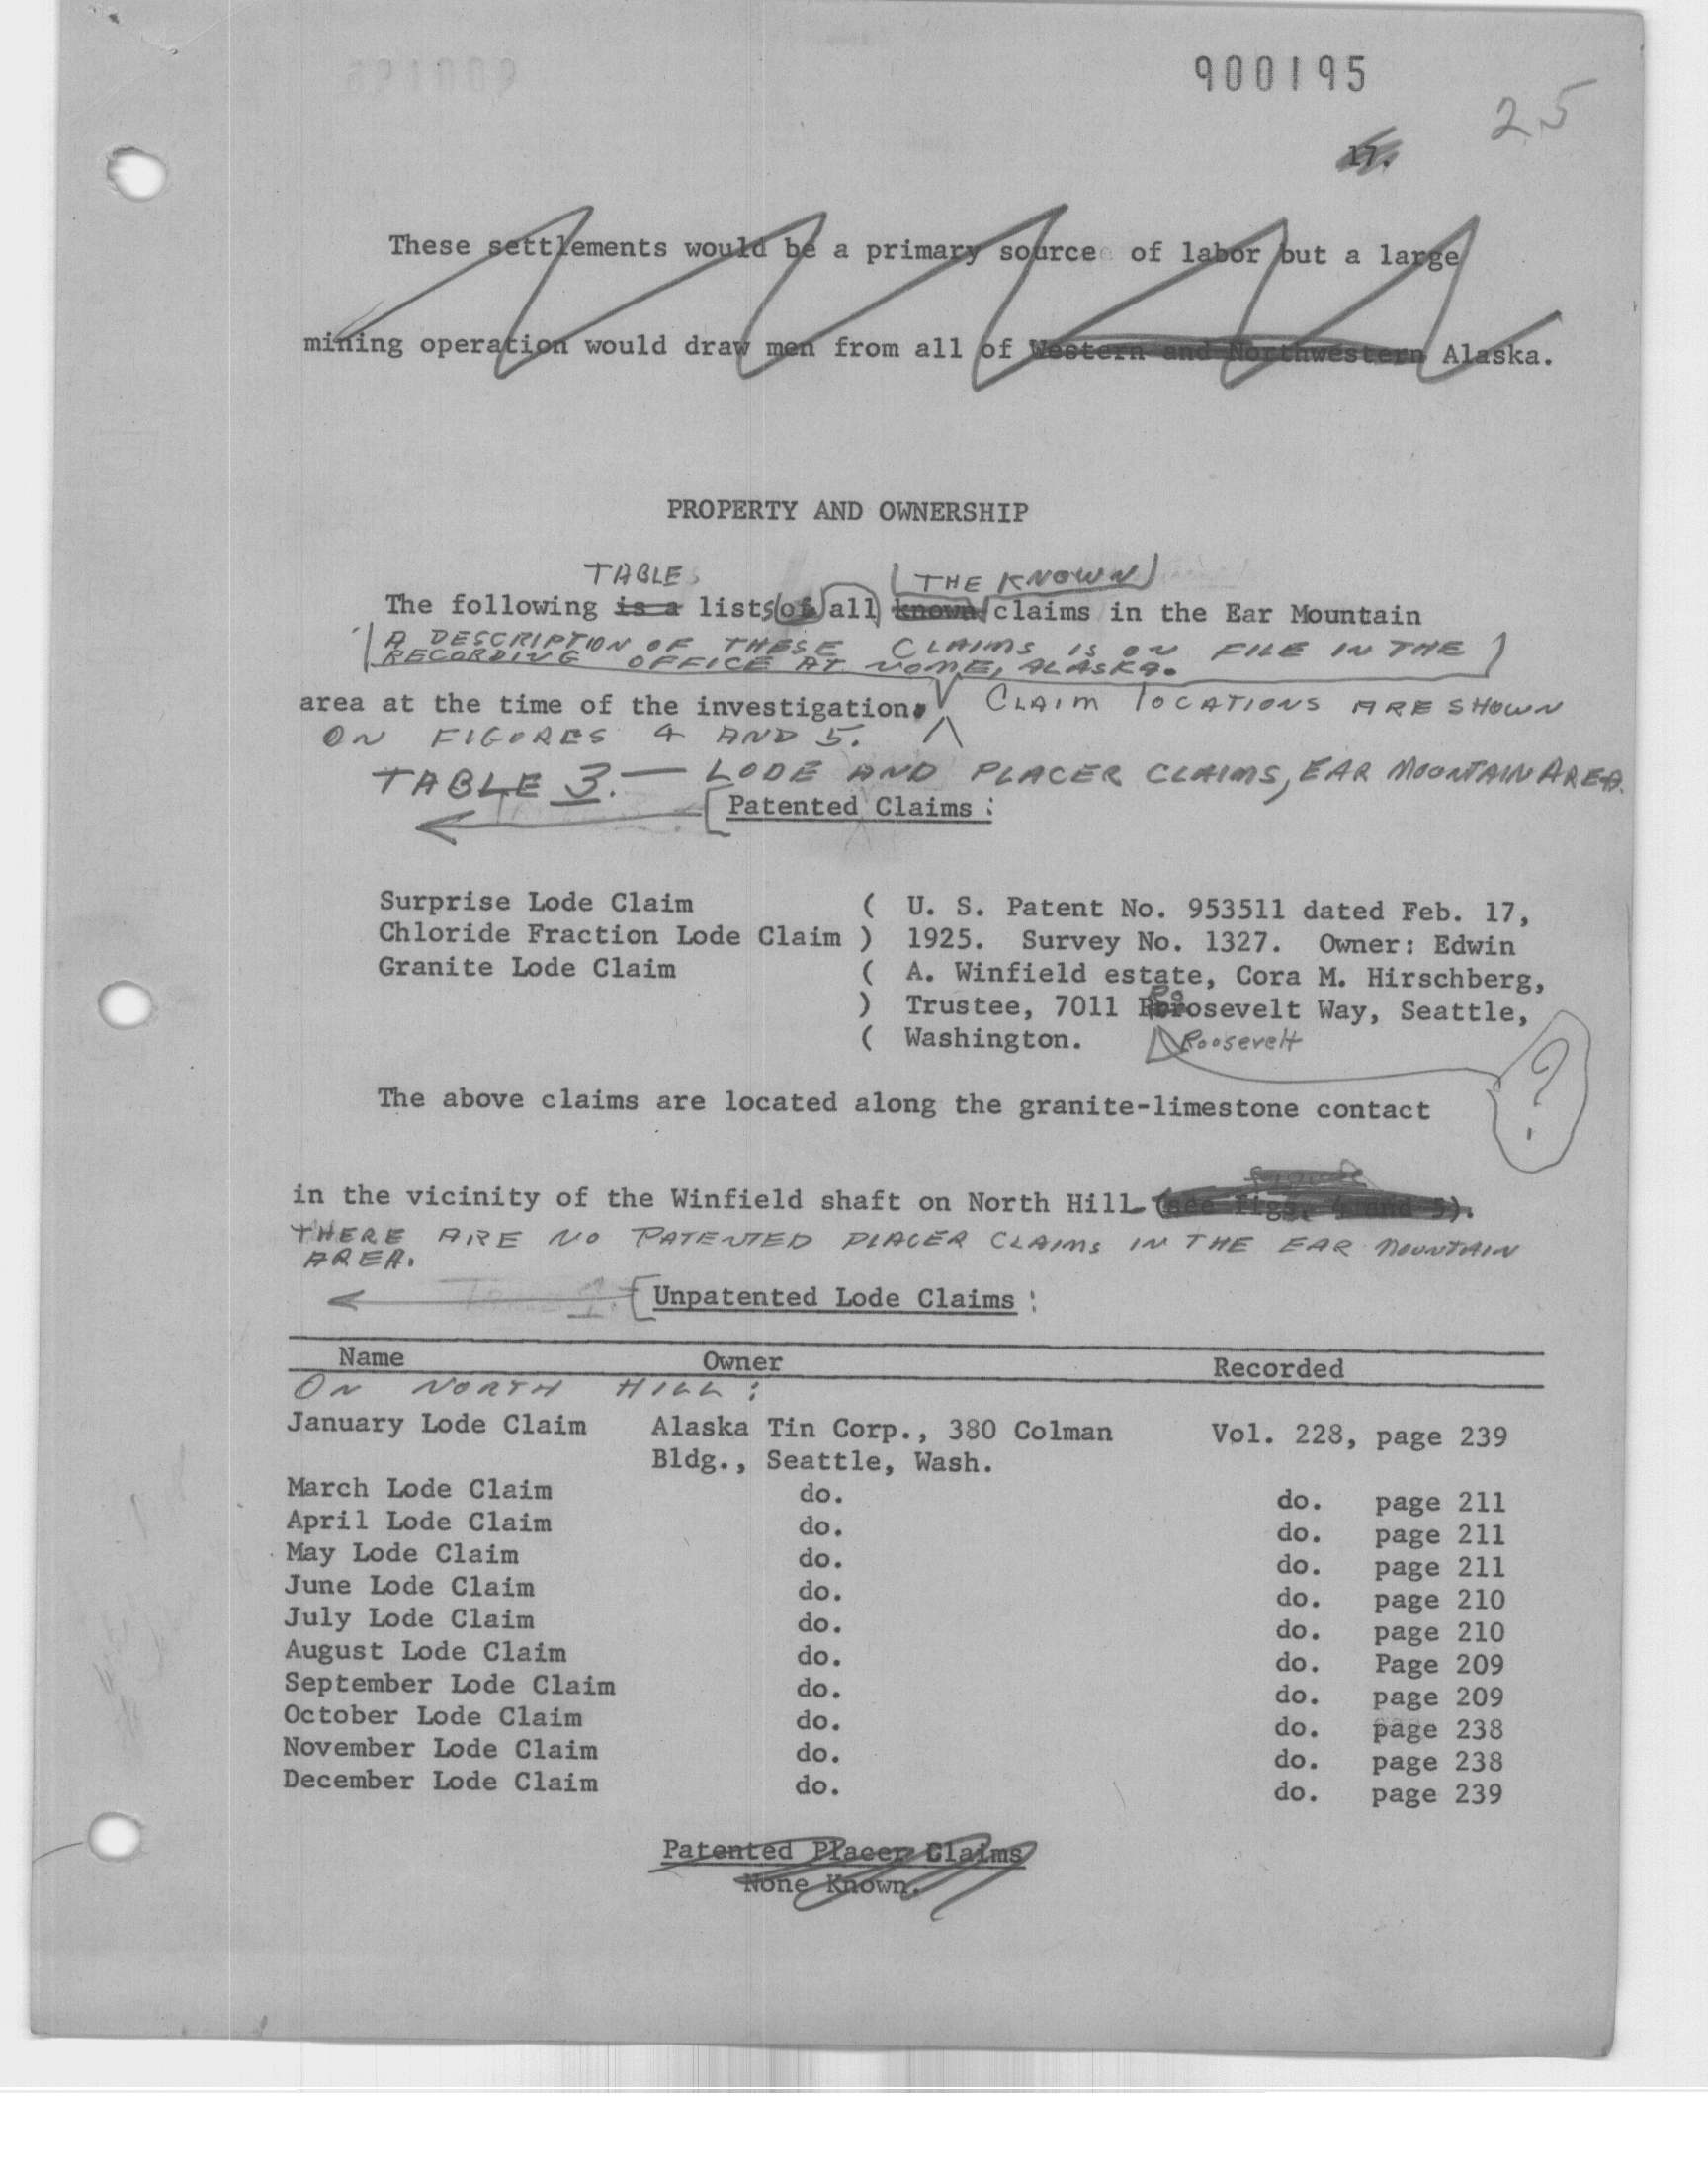 900195
25
17.
These settlements would be a primary source of labor but a large
mining operation would draw men from all of Western and Northwestern Alaska.
PROPERTY AND OWNERSHIP
TABLE THE KNOWN
The following is a lists of all known claims in the Ear Mountain
A DESCRIPTION OF THESE CLAIMS IS ON FILE IN THE
RECORDING OFFICE AT NOME, ALASKA.
area at the time of the investigation. CLAIM LOCATIONS ARE SHOWN
ON FIGURES 4 AND 5.
TABLE 3. — LODE AND PLACER CLAIMS, EAR MOUNTAIN AREA.
Patented Claims :
Surprise Lode Claim ( U. S. Patent No. 953511 dated Feb. 17,
Chloride Fraction Lode Claim ) 1925. Survey No. 1327. Owner: Edwin
Granite Lode Claim ( A. Winfield estate, Cora M. Hirschberg,
) Trustee, 7011 Roosevelt Way, Seattle,
( Washington. Roosevelt
?
The above claims are located along the granite-limestone contact
in the vicinity of the Winfield shaft on North Hill (see figs. 4 and 5).
THERE ARE NO PATENTED PLACER CLAIMS IN THE EAR MOUNTAIN
AREA.
Unpatented Lode Claims :
Name Owner Recorded
ON NORTH HILL :
January Lode Claim Alaska Tin Corp., 380 Colman Vol. 228, page 239
Bldg., Seattle, Wash.
March Lode Claim do. do. page 211
April Lode Claim do. do. page 211
May Lode Claim do. do. page 211
June Lode Claim do. do. page 210
July Lode Claim do. do. page 210
August Lode Claim do. do. Page 209
September Lode Claim do. do. page 209
October Lode Claim do. do. page 238
November Lode Claim do. do. page 238
December Lode Claim do. do. page 239
Patented Placer Claims
None Known.